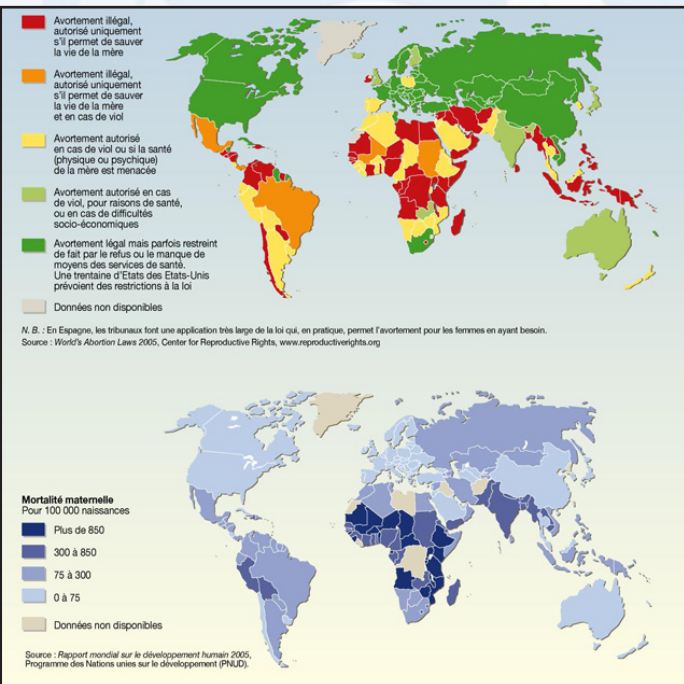 Avortement illégal,
autorisé uniquement
s'il permet de sauver
la vie de la mère
Avortement illégal,
autorisé uniquement
s'il permet de sauver
la vie de la mère
et en cas de viol
Avortement autorisé
en cas de viol ou si la santé
(physique ou psychique)
de la mère est menacée
Avortement autorisé en cas
de viol, pour raisons de santé,
ou en cas de difficultés
socio-économiques
Avortement légal mais parfois restreint
de fait par le refus ou le manque de
moyens des services de santé.
Une trentaine d'Etats des Etats-Unis
prévoient des restrictions à la loi
Données non disponibles
N. B. : En Espagne, les tribunaux font une application très large de la loi qui, en pratique, permet l'avortement pour les femmes en ayant besoin.
Source : World's Abortion Laws 2005, Center for Reproductive Rights, www.reproductiverights.org
Mortalité maternelle
Pour 100 000 naissances
Plus de 850
300 à 850
75 à 300
0 à 75
Données non disponibles
Source : Rapport mondial sur le développement humain 2005,
Programme des Nations unies sur le développement (PNUD).